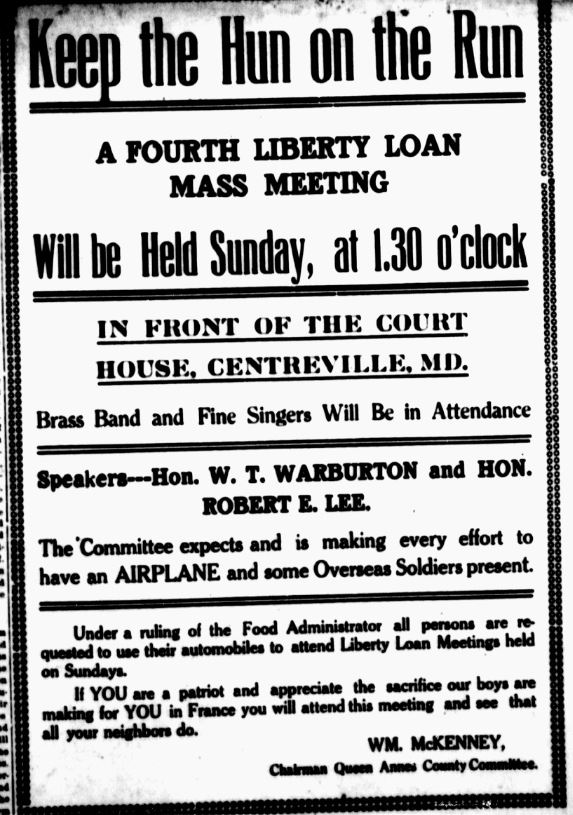 Keep the Hun on the Run
A FOURTH LIBERTY LOAN
MASS MEETING
Will be Held Sunday, at 1.30 o'clock
IN FRONT OF THE COURT
HOUSE, CENTREVILLE, MD.
Brass Band and Fine Singers Will Be in Attendance
Speakers---Hon. W. T. WARBURTON and HON.
ROBERT E. LEE.
The Committee expects and is making every effort to
have an AIRPLANE and some Overseas Soldiers present.
Under a ruling of the Food Administrator all persons are re-
quested to use their automobiles to attend Liberty Loan Meetings held
on Sundays.
If YOU are a patriot and appreciate the sacrifice our boys are
making for YOU in France you will attend this meeting and see that
all your neighbors do.
WM. McKENNEY,
Chairman Queen Annes County Committee.